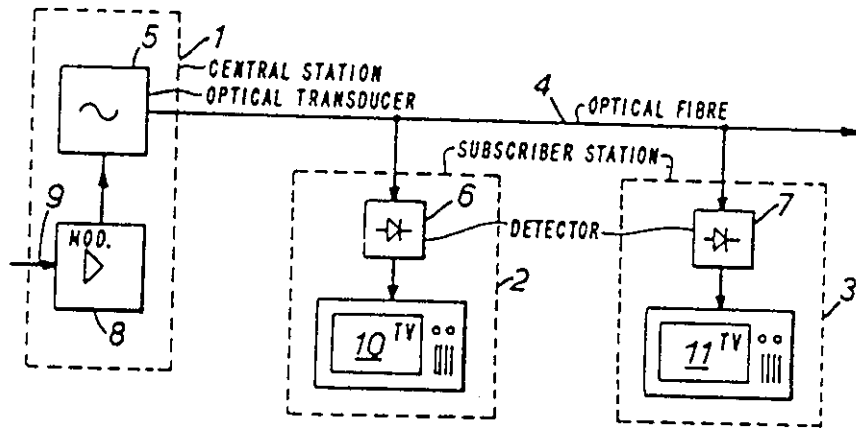 5
1
CENTRAL STATION
OPTICAL TRANSDUCER
4
OPTICAL FIBRE
SUBSCRIBER STATION
9
MOD.
8
6
DETECTOR
7
2
3
10 TV
11 TV